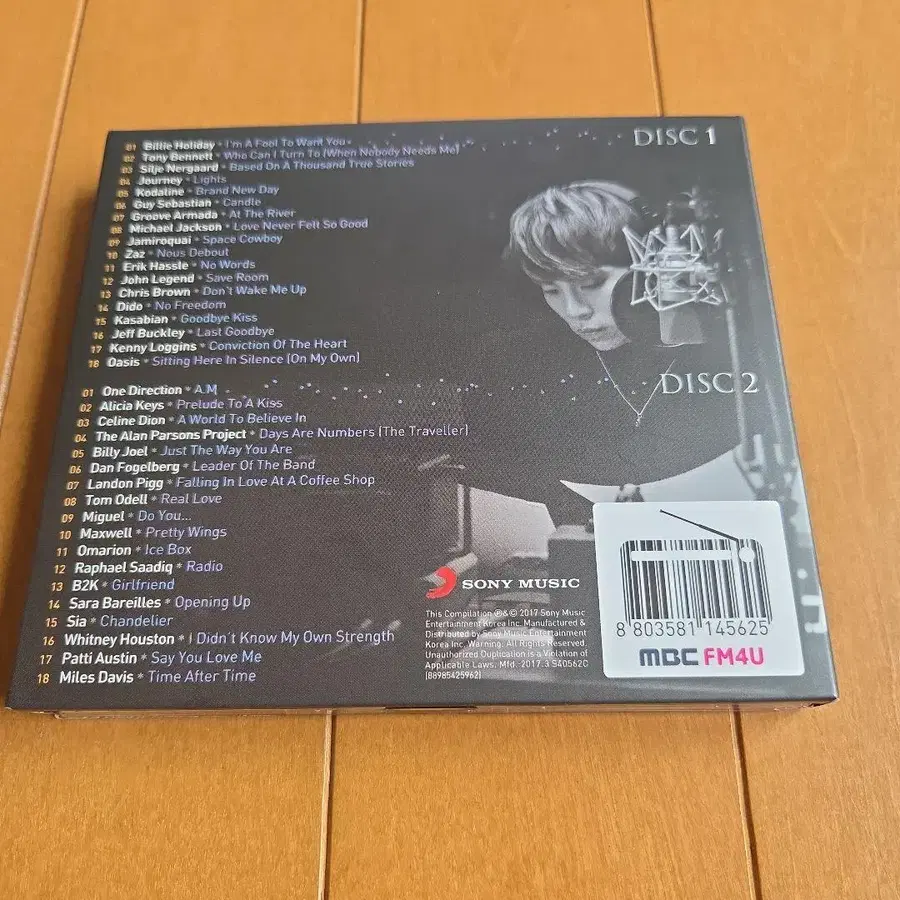 DISC 1
01 Billie Holiday * I'm A Fool To Want You
02 Tony Bennett * Who Can I Turn To (When Nobody Needs Me)
03 Silje Nergaard * Based On A Thousand True Stories
04 Journey * Lights
05 Kodaline * Brand New Day
06 Guy Sebastian * Candle
07 Groove Armada * At The River
08 Michael Jackson * Love Never Felt So Good
09 Jamiroquai * Space Cowboy
10 Zaz * Nous Debout
11 Erik Hassle * No Words
12 John Legend * Save Room
13 Chris Brown * Don't Wake Me Up
14 Dido * No Freedom
15 Kasabian * Goodbye Kiss
16 Jeff Buckley * Last Goodbye
17 Kenny Loggins * Conviction Of The Heart
18 Oasis * Sitting Here In Silence (On My Own)
DISC 2
01 One Direction * A.M
02 Alicia Keys * Prelude To A Kiss
03 Celine Dion * A World To Believe In
04 The Alan Parsons Project * Days Are Numbers (The Traveller)
05 Billy Joel * Just The Way You Are
06 Dan Fogelberg * Leader Of The Band
07 Landon Pigg * Falling In Love At A Coffee Shop
08 Tom Odell * Real Love
09 Miguel * Do You...
10 Maxwell * Pretty Wings
11 Omarion * Ice Box
12 Raphael Saadiq * Radio
13 B2K * Girlfriend
14 Sara Bareilles * Opening Up
15 Sia * Chandelier
16 Whitney Houston * I Didn't Know My Own Strength
17 Patti Austin * Say You Love Me
18 Miles Davis * Time After Time
SONY MUSIC
This Compilation ℗&© 2017 Sony Music
Entertainment Korea Inc. Manufactured &
Distributed by Sony Music Entertainment
Korea Inc. Warning: All Rights Reserved.
Unauthorized Duplication is a Violation of
Applicable Laws. Mfd. 2017.3 S40562C
(88985425962)
8 803581 145625
MBC FM4U